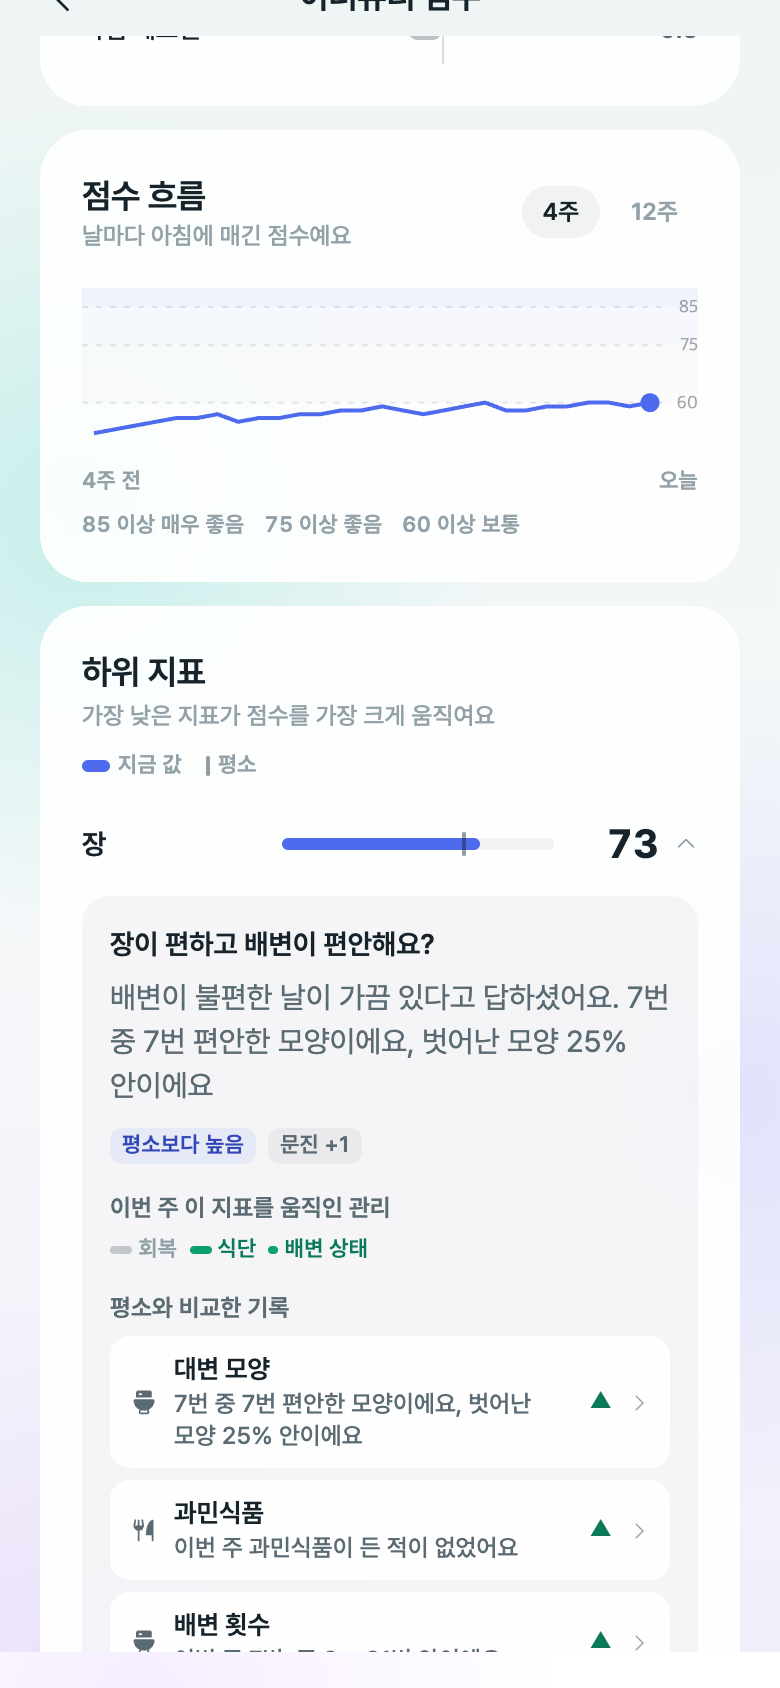 점수 흐름
4주
12주
날마다 아침에 매긴 점수예요
85
75
60
4주 전
오늘
85 이상 매우 좋음 75 이상 좋음 60 이상 보통
하위 지표
가장 낮은 지표가 점수를 가장 크게 움직여요
지금 값 평소
장
73
장이 편하고 배변이 편안해요?
배변이 불편한 날이 가끔 있다고 답하셨어요. 7번
중 7번 편안한 모양이에요, 벗어난 모양 25%
안이에요
평소보다 높음 문진 +1
이번 주 이 지표를 움직인 관리
회복 식단 배변 상태
평소와 비교한 기록
대변 모양
7번 중 7번 편안한 모양이에요, 벗어난
모양 25% 안이에요
과민식품
이번 주 과민식품이 든 적이 없었어요
배변 횟수